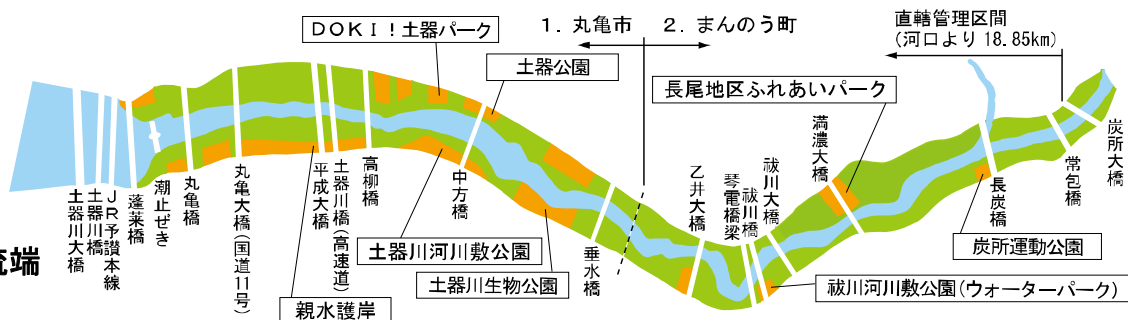 1. 丸亀市
2. まんのう町
直轄管理区間
(河口より 18.85km)
DOKI!土器パーク
土器公園
長尾地区ふれあいパーク
土器川大橋
土器川橋
JR予讃本線
蓬莱橋
潮止ぜき
丸亀橋
丸亀大橋(国道11号)
平成大橋
土器川橋(高速道)
高柳橋
中方橋
垂水橋
乙井大橋
琴電橋梁
祓川橋
祓川大橋
満濃大橋
長炭橋
常包橋
炭所大橋
親水護岸
土器川河川敷公園
土器川生物公園
祓川河川敷公園(ウォーターパーク)
炭所運動公園
流端